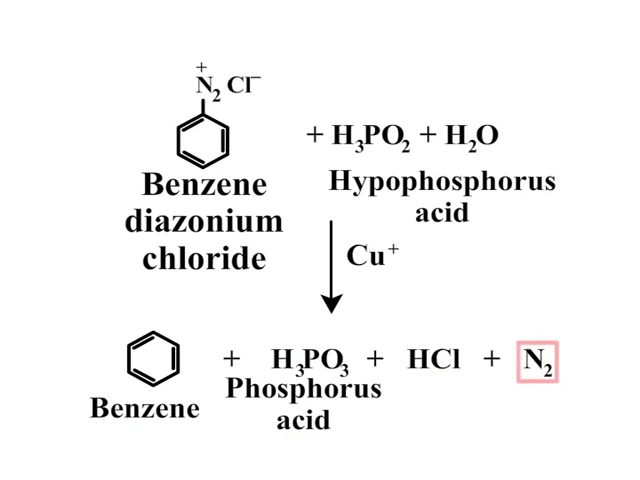 +
N2 Cl−
+ H3PO2 + H2O
Benzene
diazonium
chloride
Hypophosphorus
acid
Cu+
+ H3PO3 + HCl + N2
Benzene
Phosphorus
acid